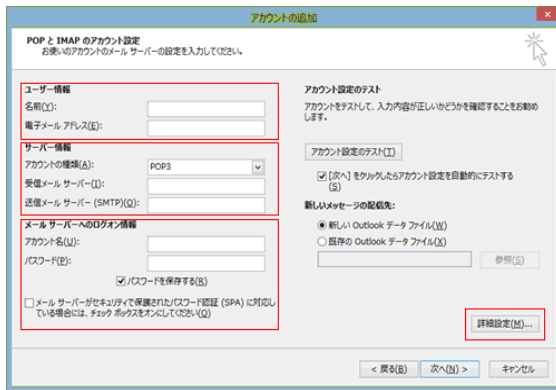 アカウントの追加
POP と IMAP のアカウント設定
お使いのアカウントのメール サーバーの設定を入力してください。
ユーザー情報
名前(Y):
電子メール アドレス(E):
サーバー情報
アカウントの種類(A):
POP3
受信メール サーバー(I):
送信メール サーバー (SMTP)(O):
メール サーバーへのログオン情報
アカウント名(U):
パスワード(P):
パスワードを保存する(R)
メール サーバーがセキュリティで保護されたパスワード認証 (SPA) に対応
している場合には、チェック ボックスをオンにしてください(Q)
アカウント設定のテスト
アカウントをテストして、入力内容が正しいかどうかを確認することをお勧め
します。
アカウント設定のテスト(T)
[次へ] をクリックしたらアカウント設定を自動的にテストする
(S)
新しいメッセージの配信先:
新しい Outlook データ ファイル(W)
既存の Outlook データ ファイル(X)
参照(S)
詳細設定(M)...
< 戻る(B)
次へ(N) >
キャンセル